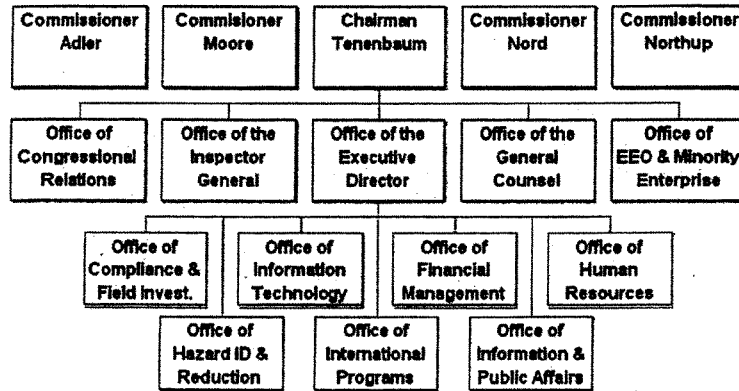 Commissioner
Adler
Commissioner
Moore
Chairman
Tenenbaum
Commissioner
Nord
Commissioner
Northup
Office of
Congressional
Relations
Office of the
Inspector
General
Office of the
Executive
Director
Office of the
General
Counsel
Office of
EEO & Minority
Enterprise
Office of
Compliance &
Field Invest.
Office of
Information
Technology
Office of
Financial
Management
Office of
Human
Resources
Office of
Hazard ID &
Reduction
Office of
International
Programs
Office of
Information &
Public Affairs